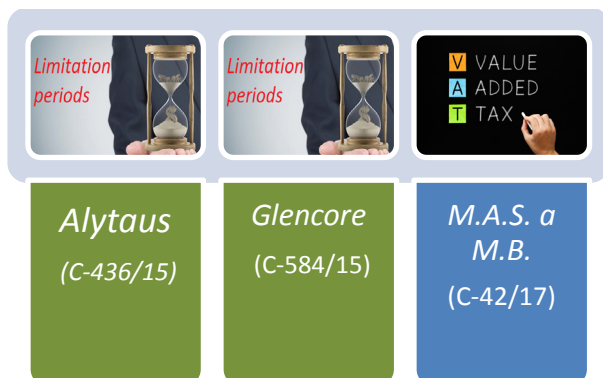 Limitation
periods
Limitation
periods
V VALUE
A ADDED
T TAX
Alytaus
(C-436/15)
Glencore
(C-584/15)
M.A.S. a
M.B.
(C-42/17)